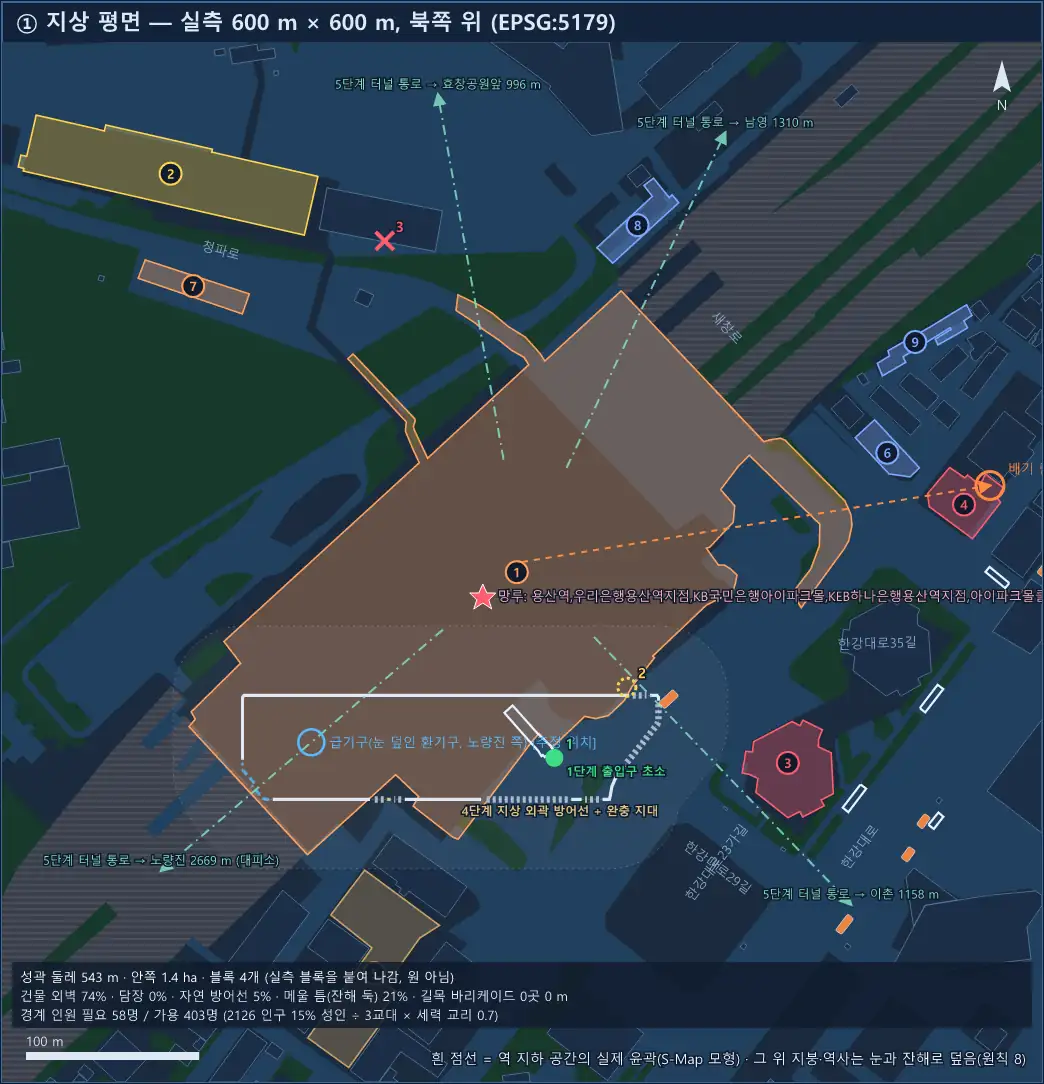 ① 지상 평면 — 실측 600 m × 600 m, 북쪽 위 (EPSG:5179)
5단계 터널 통로 → 효창공원앞 996 m
N
5단계 터널 통로 → 남영 1310 m
2
8
3
청파로
7
새창로
9
6
배기
4
1
망루: 용산역,우리은행용산역지점,KB국민은행아이파크몰,KEB하나은행용산역지점,아이파크몰
한강대로35길
2
급기구(눈 덮인 환기구, 노량진 쪽)[추정 위치]
1
1단계 출입구 초소
3
4단계 지상 외곽 방어선 + 완충 지대
한강대로23가길
한강대로29길
한강대로
5단계 터널 통로 → 노량진 2669 m (대피소)
5단계 터널 통로 → 이촌 1158 m
성곽 둘레 543 m · 안쪽 1.4 ha · 블록 4개 (실측 블록을 붙여 나감, 원 아님)
건물 외벽 74% · 담장 0% · 자연 방어선 5% · 메울 틈(잔해 둑) 21% · 길목 바리케이드 0곳 0 m
경계 인원 필요 58명 / 가용 403명 (2126 인구 15% 성인 ÷ 3교대 × 세력 교리 0.7)
100 m
흰 점선 = 역 지하 공간의 실제 윤곽(S-Map 모형) · 그 위 지붕·역사는 눈과 잔해로 덮음(원칙 8)